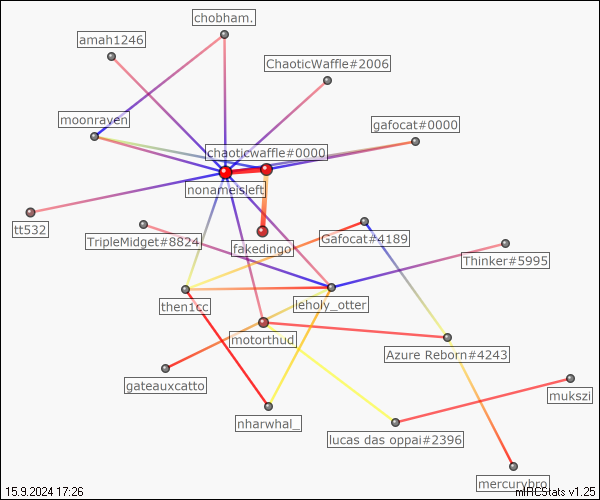 chobham.
amah1246
ChaoticWaffle#2006
moonraven
gafocat#0000
chaoticwaffle#0000
nonameisleft
tt532
TripleMidget#8824
fakedingo
Gafocat#4189
Thinker#5995
then1cc
leholy_otter
motorthud
Azure Reborn#4243
gateauxcatto
mukszi
nharwhal_
lucas das oppai#2396
mercurybro
15.9.2024 17:26
mIRCStats v1.25